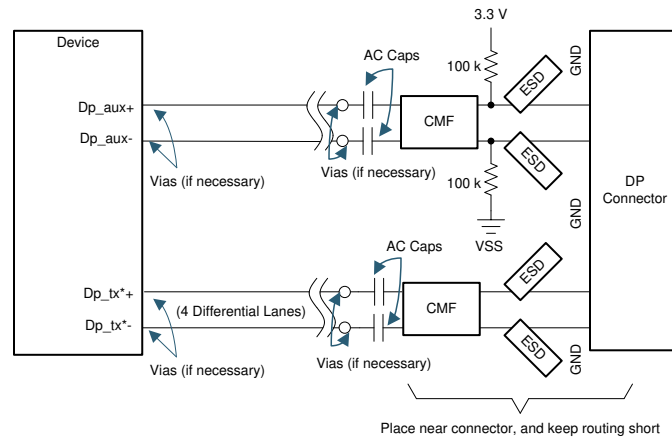 3.3 V
Device
AC Caps
100 k
ESD
GND
Dp_aux+
CMF
Dp_aux-
ESD
Vias (if necessary)
Vias (if necessary)
100 k
DP
Connector
GND
VSS
AC Caps
ESD
Dp_tx*+
(4 Differential Lanes)
CMF
Dp_tx*-
ESD
GND
Vias (if necessary)
Vias (if necessary)
Place near connector, and keep routing short